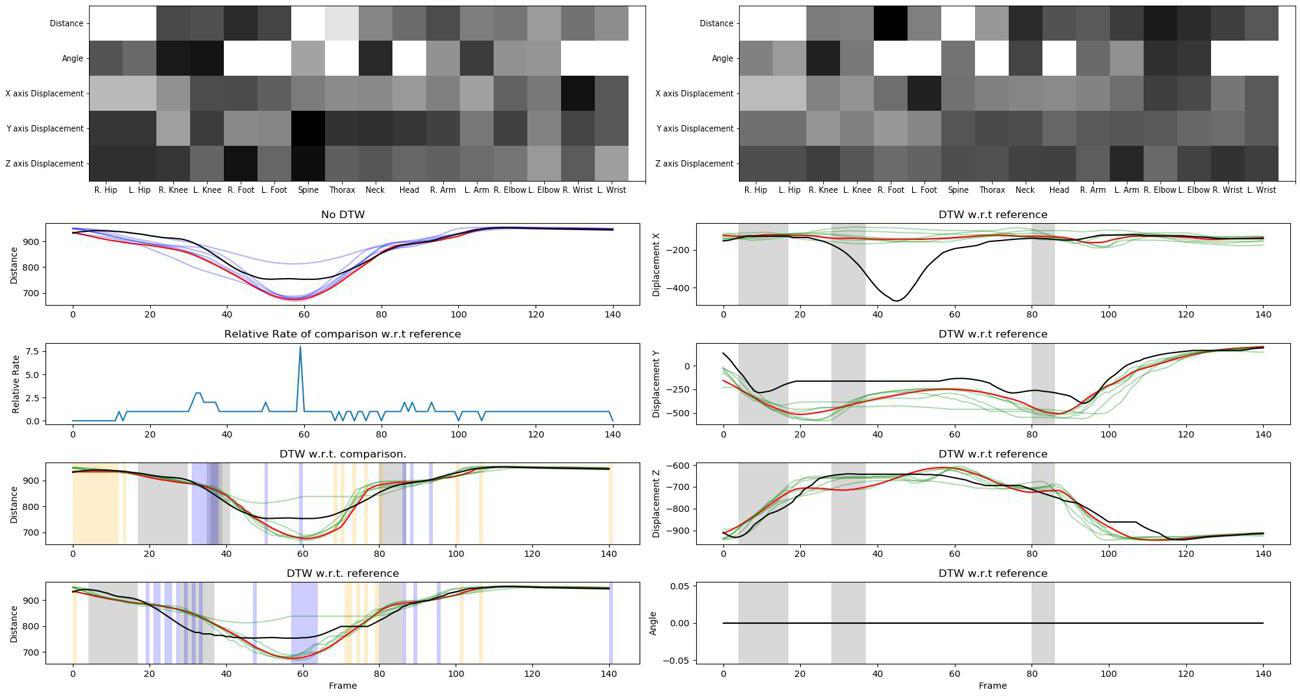 Distance
Angle
X axis Displacement
Y axis Displacement
Z axis Displacement
R. Hip L. Hip R. Knee L. Knee R. Foot L. Foot Spine Thorax Neck Head R. Arm L. Arm R. Elbow L. Elbow R. Wrist L. Wrist
Distance
Angle
X axis Displacement
Y axis Displacement
Z axis Displacement
R. Hip L. Hip R. Knee L. Knee R. Foot L. Foot Spine Thorax Neck Head R. Arm L. Arm R. Elbow L. Elbow R. Wrist L. Wrist
No DTW
Distance
900
800
700
0 20 40 60 80 100 120 140
DTW w.r.t reference
Diplacement X
−200
−400
0 20 40 60 80 100 120 140
Relative Rate of comparison w.r.t reference
Relative Rate
7.5
5.0
2.5
0.0
0 20 40 60 80 100 120 140
DTW w.r.t reference
Displacement Y
0
−250
−500
0 20 40 60 80 100 120 140
DTW w.r.t. comparison.
Distance
900
800
700
0 20 40 60 80 100 120 140
DTW w.r.t reference
Displacement Z
−600
−700
−800
−900
0 20 40 60 80 100 120 140
DTW w.r.t. reference
Distance
900
800
700
0 20 40 60 80 100 120 140
Frame
DTW w.r.t reference
Angle
0.05
0.00
−0.05
0 20 40 60 80 100 120 140
Frame